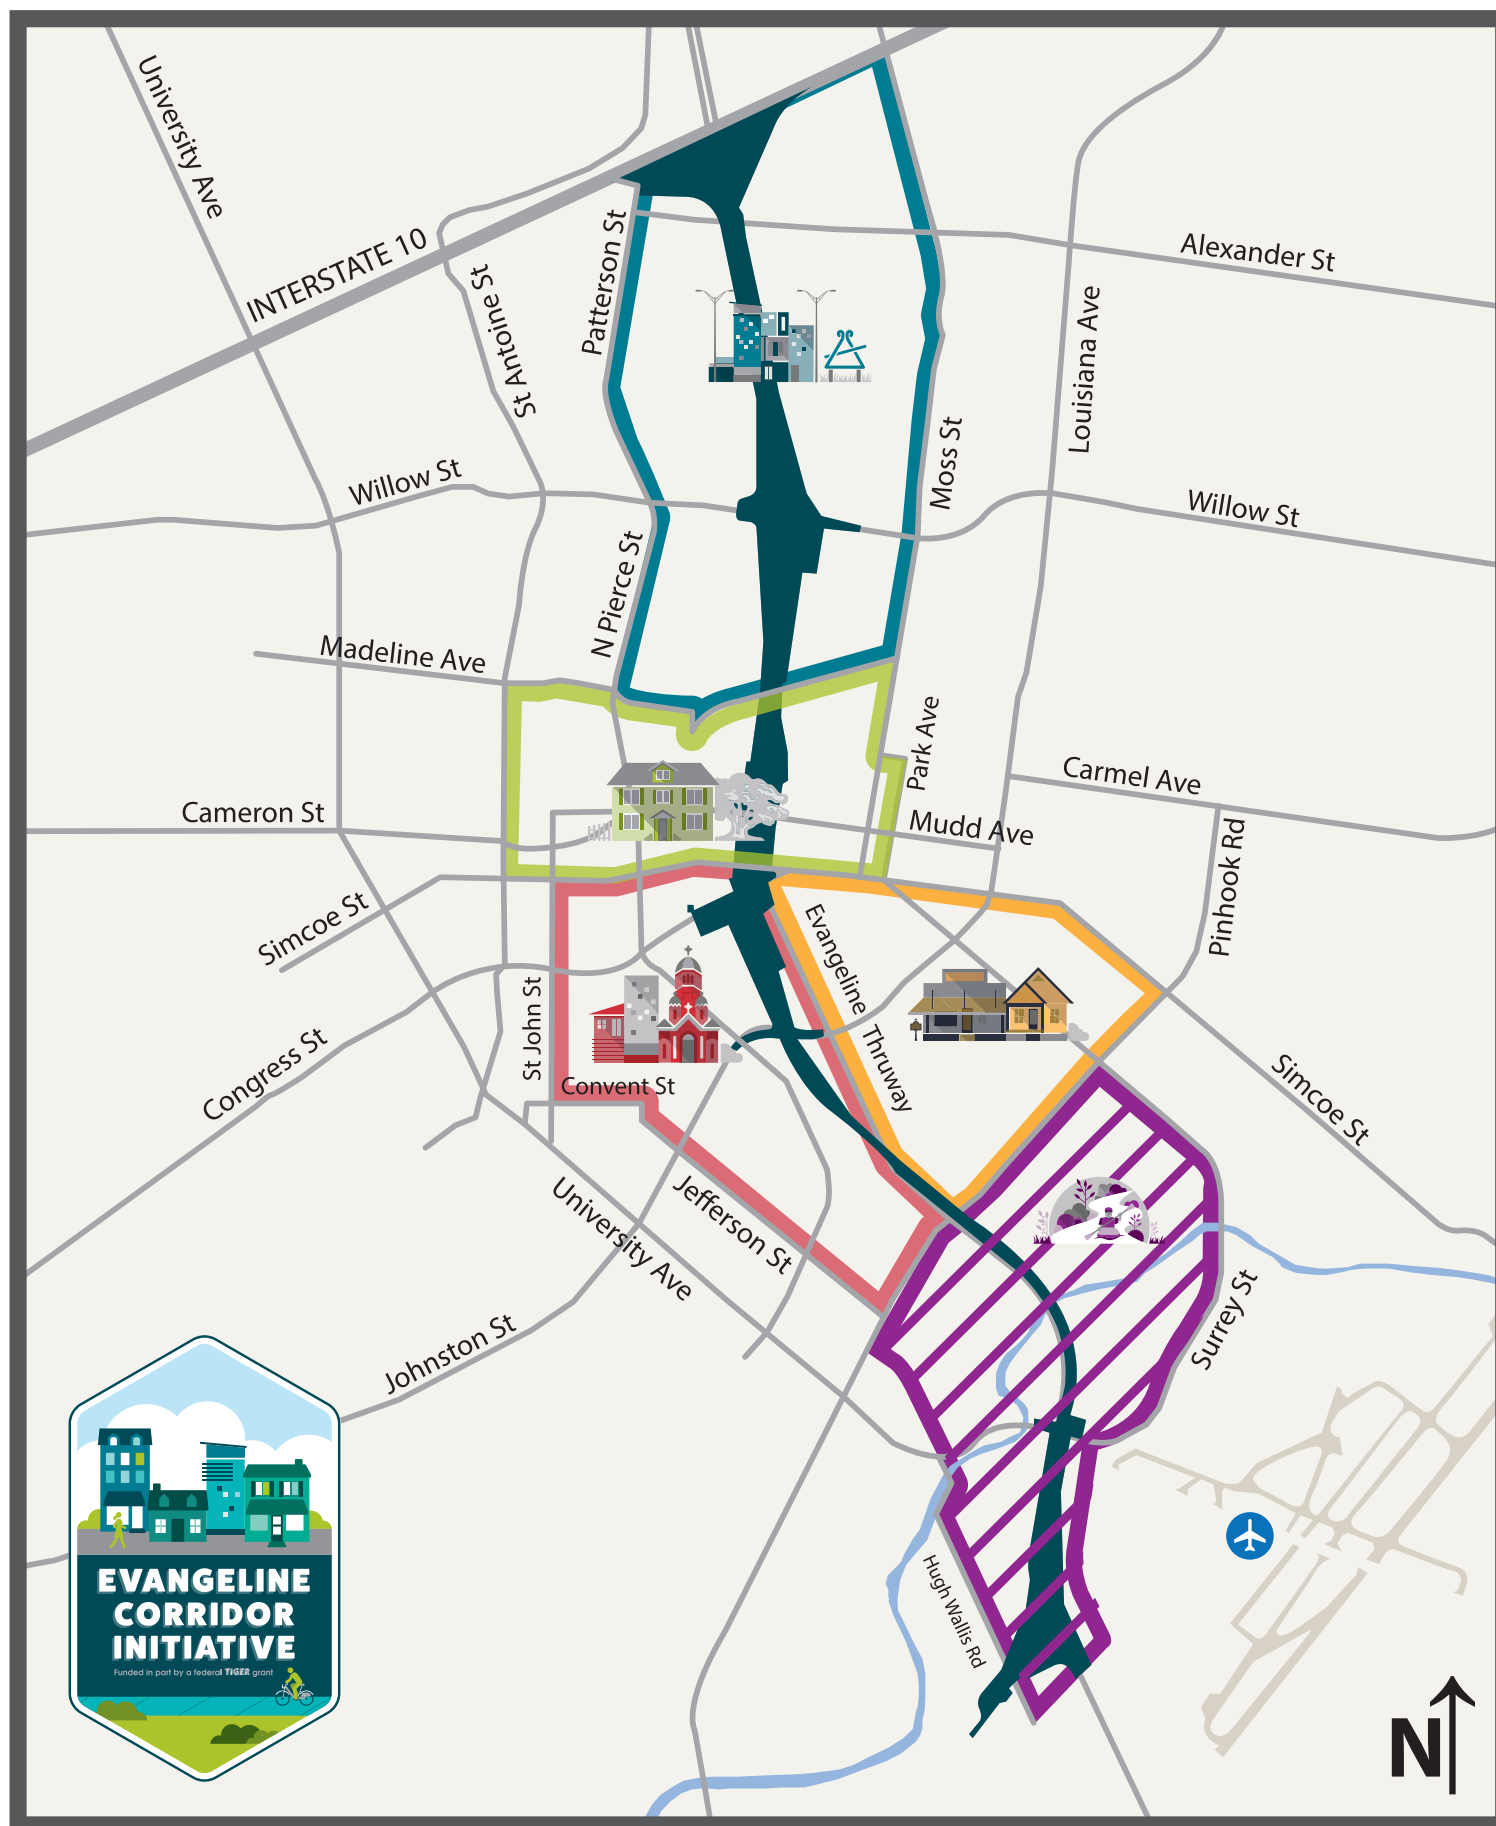 University Ave
INTERSTATE 10
St Antoine St
Patterson St
Alexander St
Louisiana Ave
Moss St
Willow St
Willow St
N Pierce St
Madeline Ave
Park Ave
Carmel Ave
Cameron St
Mudd Ave
Pinhook Rd
Simcoe St
Evangeline Thruway
St John St
Congress St
Convent St
Simcoe St
University Ave
Jefferson St
Surrey St
Johnston St
Hugh Wallis Rd
EVANGELINE
CORRIDOR
INITIATIVE
Funded in part by a federal TIGER grant
N